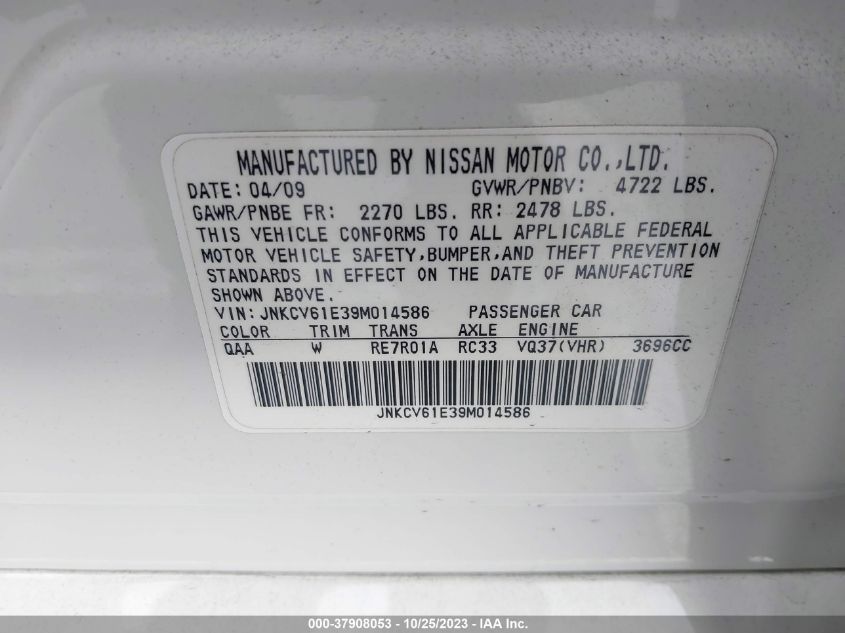 MANUFACTURED BY NISSAN MOTOR CO.,LTD.
DATE: 04/09 GVWR/PNBV: 4722 LBS.
GAWR/PNBE FR: 2270 LBS. RR: 2478 LBS.
THIS VEHICLE CONFORMS TO ALL APPLICABLE FEDERAL
MOTOR VEHICLE SAFETY,BUMPER,AND THEFT PREVENTION
STANDARDS IN EFFECT ON THE DATE OF MANUFACTURE
SHOWN ABOVE.
VIN:JNKCV61E39M014586 PASSENGER CAR
COLOR TRIM TRANS AXLE ENGINE
QAA W RE7R01A RC33 VQ37(VHR) 3696CC
JNKCV61E39M014586
000-37908053 - 10/25/2023 - IAA Inc.